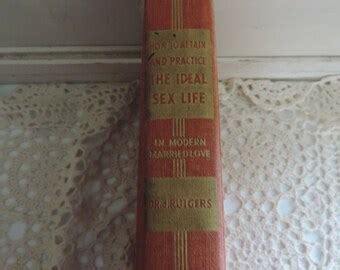 HOW TO ATTAIN
AND PRACTICE
THE IDEAL
SEX LIFE
IN MODERN
MARRIED LOVE
DR. J. RUTGERS